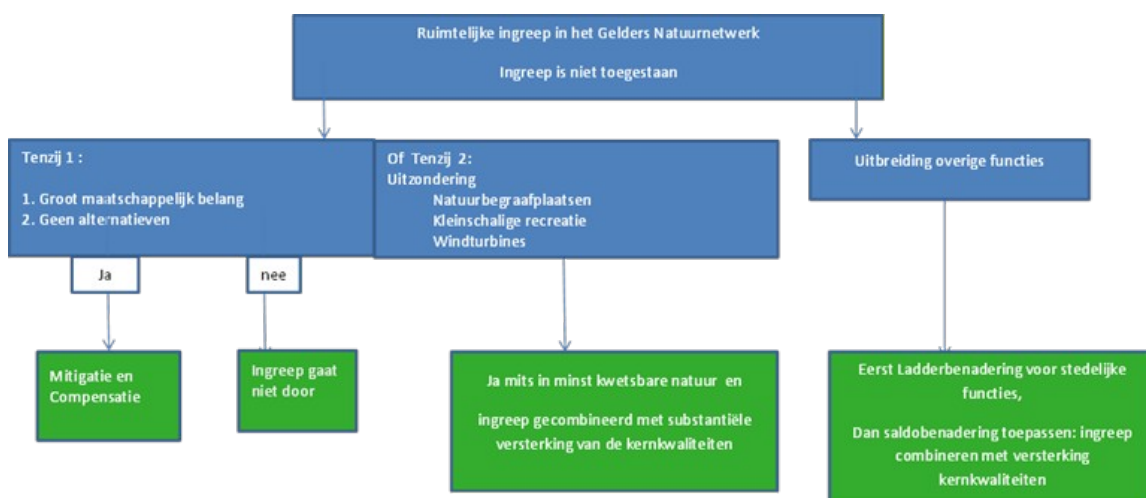 Ruimtelijke ingreep in het Gelders Natuurnetwerk
Ingreep is niet toegestaan
Tenzij 1 :
1. Groot maatschappelijk belang
2. Geen alternatieven
Ja
nee
Of Tenzij 2:
Uitzondering
Natuurbegraafplaatsen
Kleinschalige recreatie
Windturbines
Uitbreiding overige functies
Mitigatie en
Compensatie
Ingreep gaat
niet door
Ja mits in minst kwetsbare natuur en
ingreep gecombineerd met substantiële
versterking van de kernkwaliteiten
Eerst Ladderbenadering voor stedelijke
functies,
Dan saldobenadering toepassen: ingreep
combineren met versterking
kernkwaliteiten